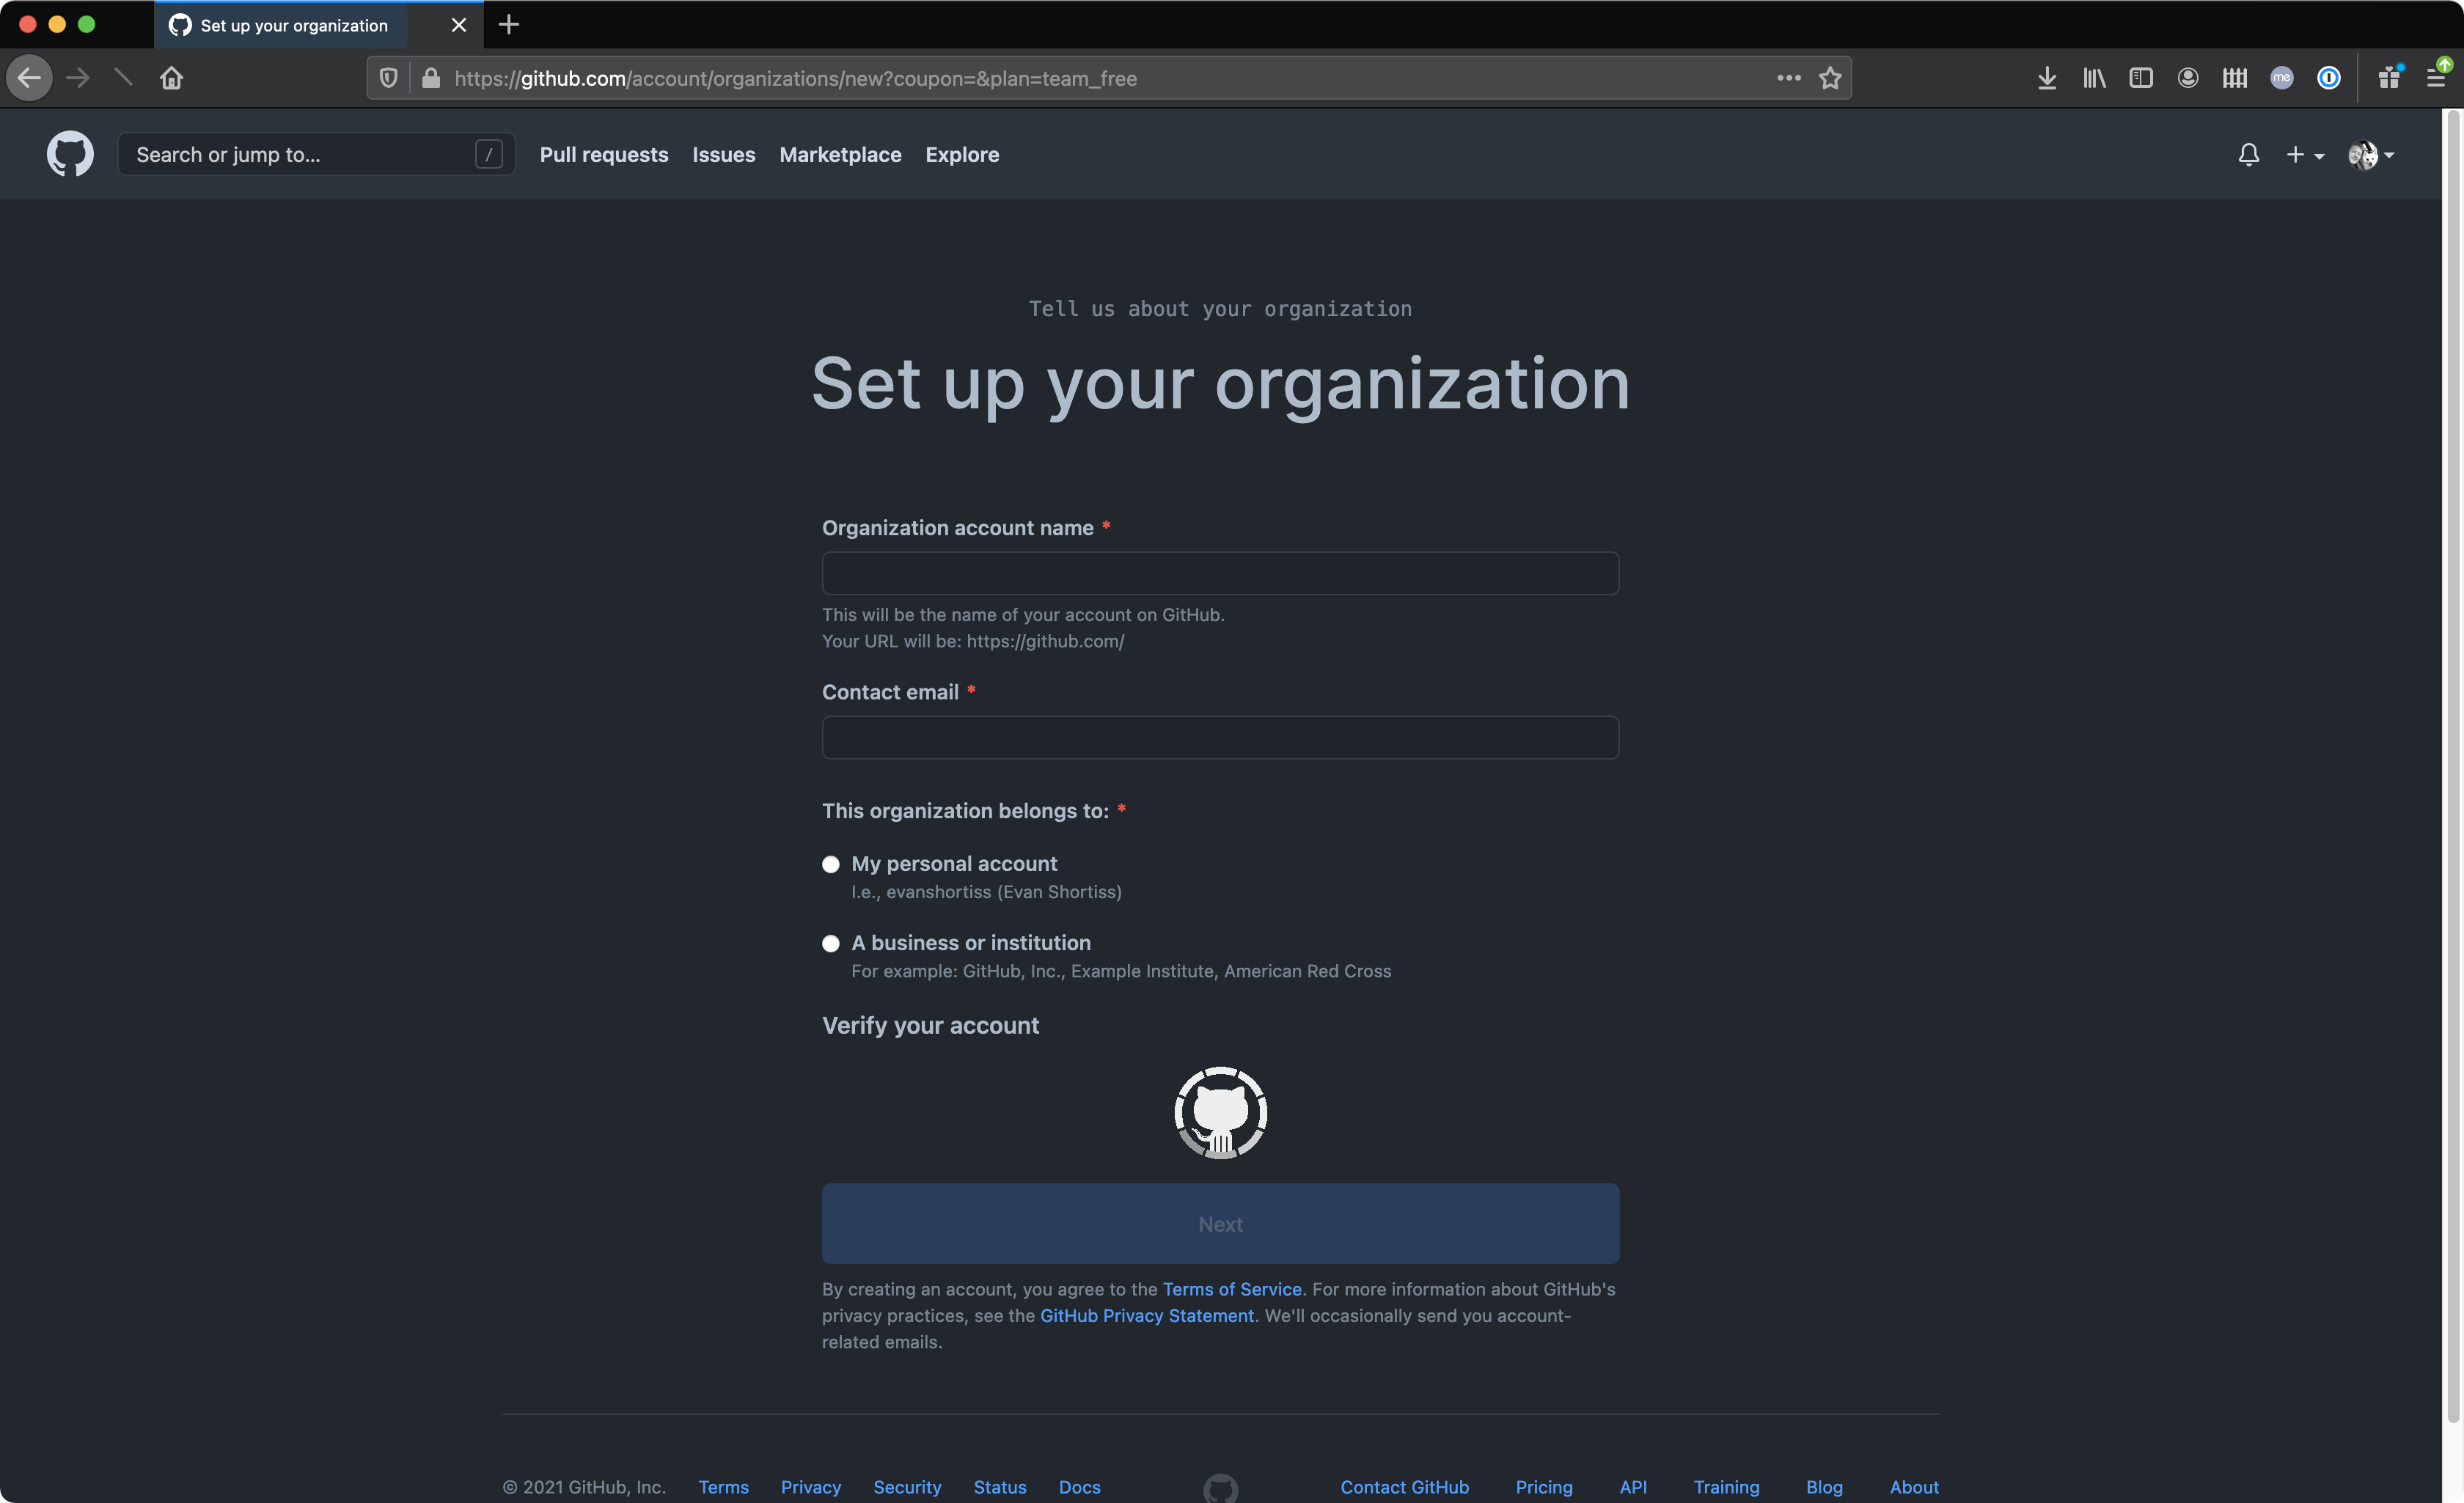 Set up your organization
https://github.com/account/organizations/new?coupon=&plan=team_free
me
Search or jump to...
/
Pull requests
Issues
Marketplace
Explore
Tell us about your organization
Set up your organization
Organization account name *
This will be the name of your account on GitHub.
Your URL will be: https://github.com/
Contact email *
This organization belongs to: *
My personal account
I.e., evanshortiss (Evan Shortiss)
A business or institution
For example: GitHub, Inc., Example Institute, American Red Cross
Verify your account
Next
By creating an account, you agree to the Terms of Service. For more information about GitHub's
privacy practices, see the GitHub Privacy Statement. We'll occasionally send you account-
related emails.
© 2021 GitHub, Inc. Terms Privacy Security Status Docs Contact GitHub Pricing API Training Blog About